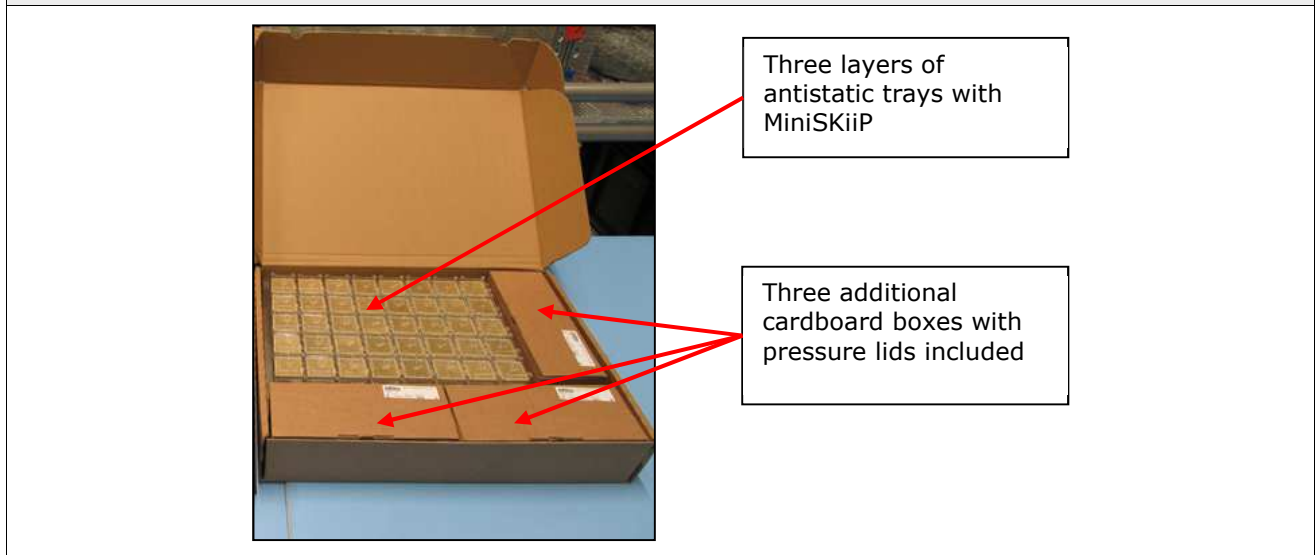 Three layers of
antistatic trays with
MiniSKiiP
Three additional
cardboard boxes with
pressure lids included